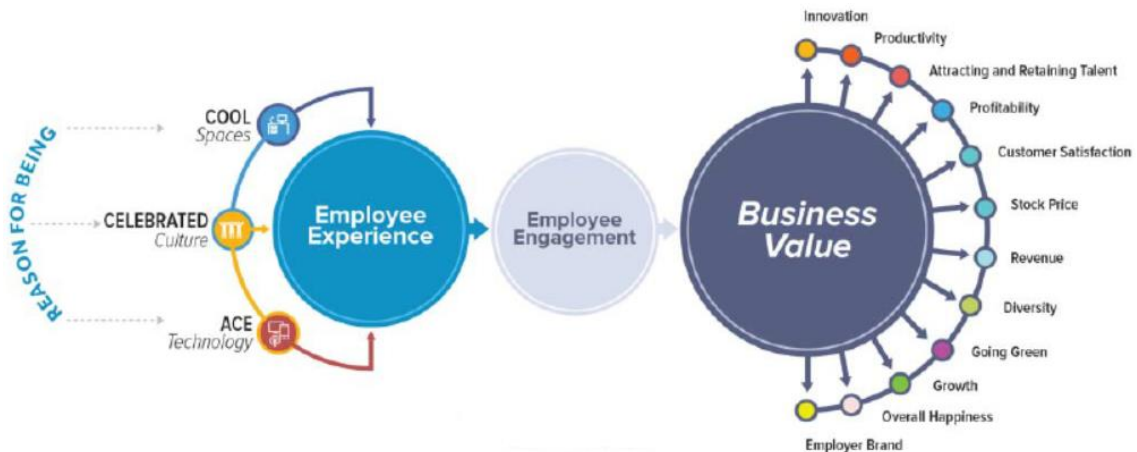 REASON FOR BEING
COOL
Spaces
CELEBRATED
Culture
ACE
Technology
Employee
Experience
Employee
Engagement
Business
Value
Innovation
Productivity
Attracting and Retaining Talent
Profitability
Customer Satisfaction
Stock Price
Revenue
Diversity
Going Green
Growth
Overall Happiness
Employer Brand